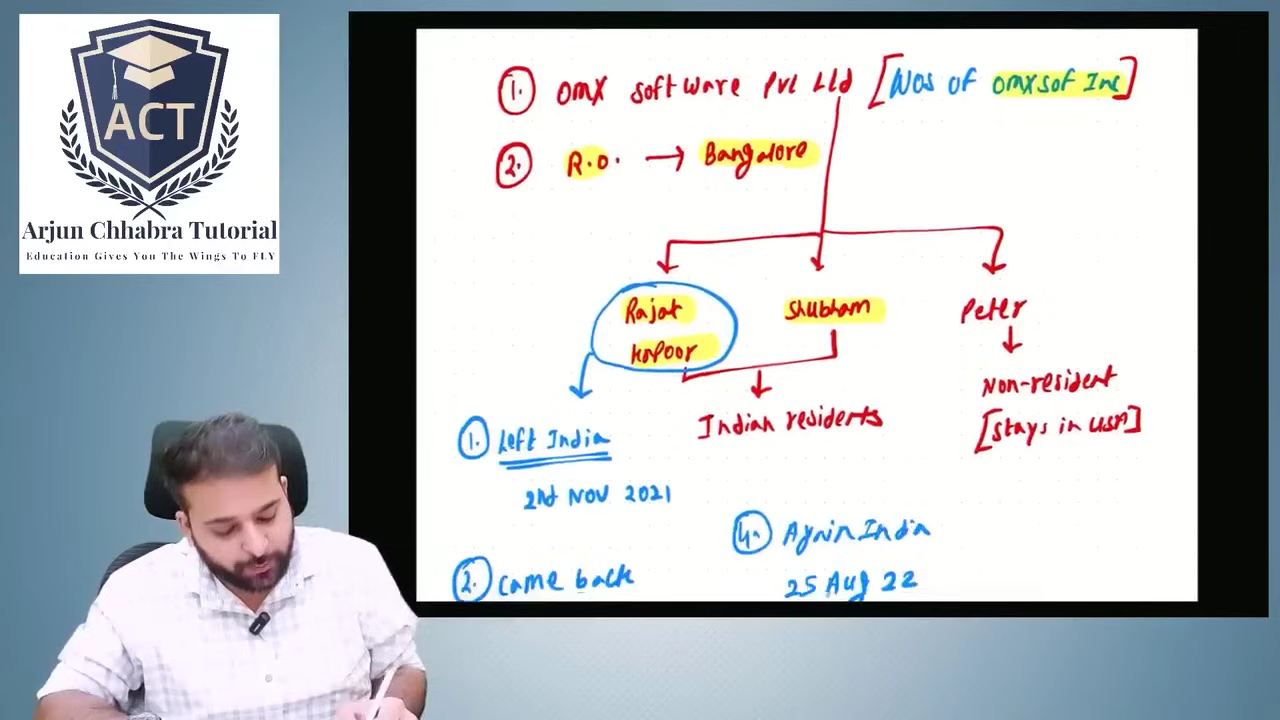 ACT
Arjun Chhabra Tutorial
Education Gives You The Wings To FLY
1. OMX software Pvt Ltd [WOS of OMXSOF Inc]
2. R.O. → Bangalore
Rajat Kapoor
Shubham
Peter
Indian residents
Non-resident
[stays in USA]
1. Left India
2nd Nov 2021
2. Came back
4. Again India
25 Aug 22